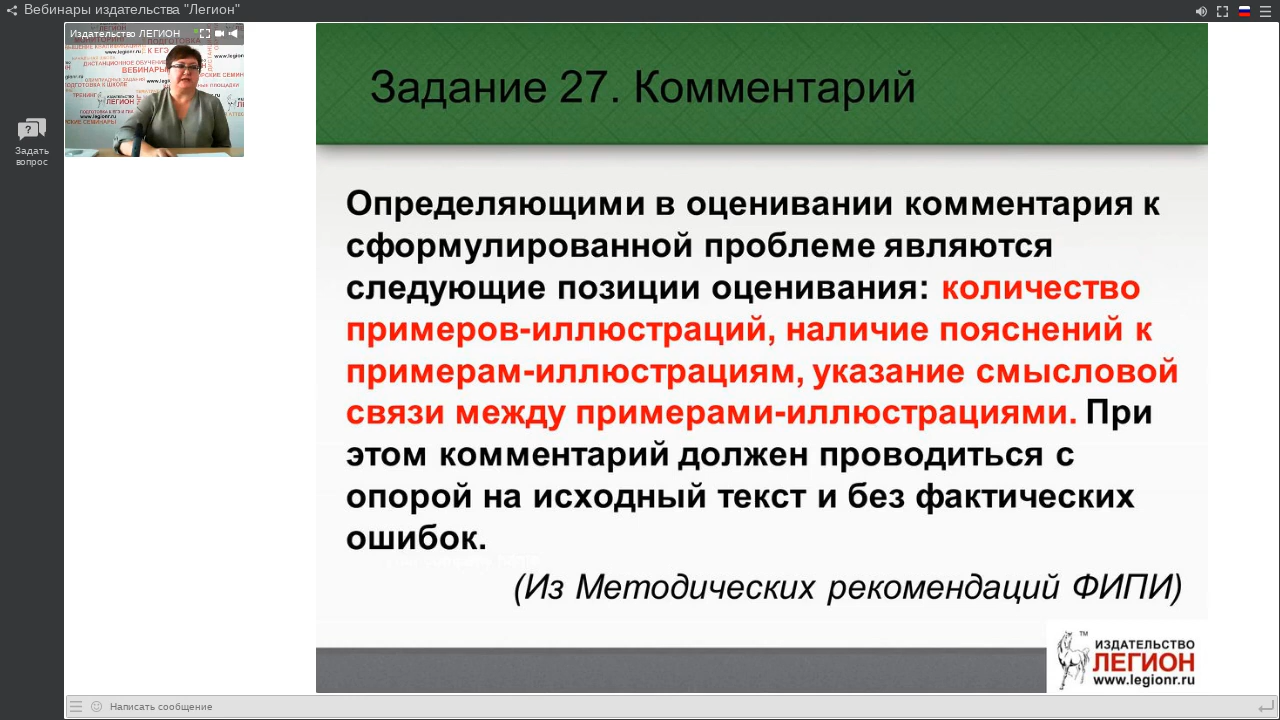 Вебинары издательства "Легион"
Издательство ЛЕГИОН
Задать
вопрос
Задание 27. Комментарий
Определяющими в оценивании комментария к
сформулированной проблеме являются
следующие позиции оценивания: количество
примеров-иллюстраций, наличие пояснений к
примерам-иллюстрациям, указание смысловой
связи между примерами-иллюстрациями. При
этом комментарий должен проводиться с
опорой на исходный текст и без фактических
ошибок.
(Из Методических рекомендаций ФИПИ)
TM
ИЗДАТЕЛЬСТВО
ЛЕГИОН
www.legionr.ru
Написать сообщение